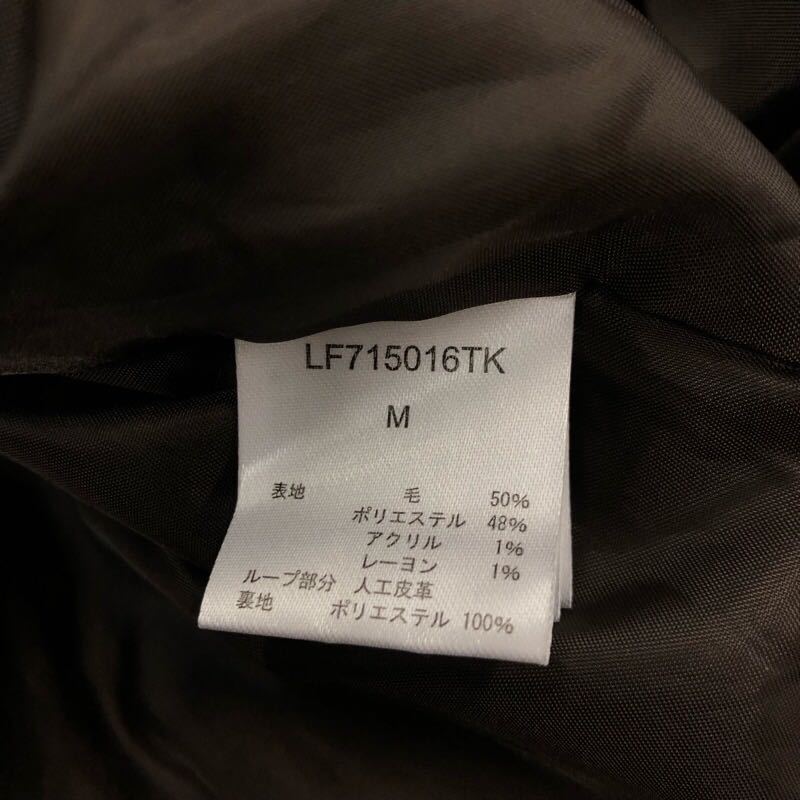 LF715016TK
M
表地 毛 50%
ポリエステル 48%
アクリル 1%
レーヨン 1%
ループ部分 人工皮革
裏地 ポリエステル 100%